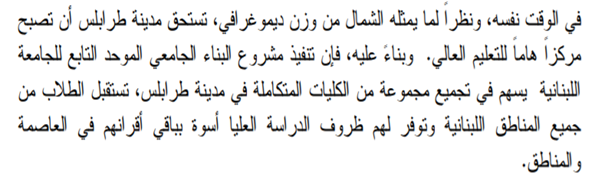 في الوقت نفسه، ونظراً لما يمثله الشمال من وزن ديموغرافي، تستحق مدينة طرابلس أن تصبح
مركزاً هاماً للتعليم العالي. وبناءً عليه، فإن تنفيذ مشروع البناء الجامعي الموحد التابع للجامعة
اللبنانية يسهم في تجميع مجموعة من الكليات المتكاملة في مدينة طرابلس، تستقبل الطلاب من
جميع المناطق اللبنانية وتوفر لهم ظروف الدراسة العليا أسوة بباقي أقرانهم في العاصمة
والمناطق.